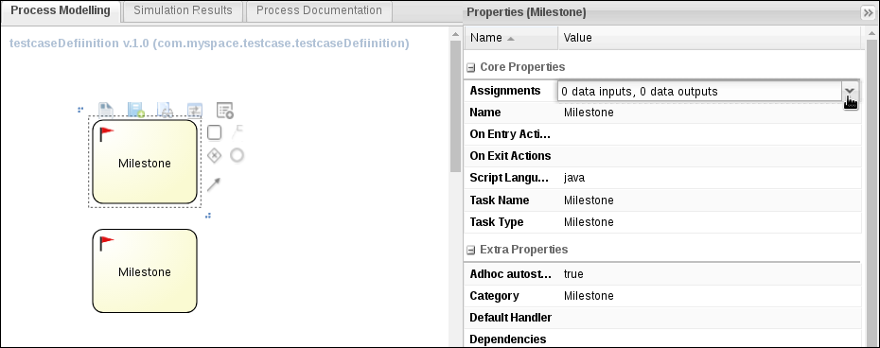 Process Modelling
Simulation Results
Process Documentation
testcaseDefiinition v.1.0 (com.myspace.testcase.testcaseDefiinition)
Milestone
Milestone
Properties (Milestone)
Name Value
Core Properties
Assignments 0 data inputs, 0 data outputs
Name Milestone
On Entry Acti...
On Exit Actions
Script Langu... java
Task Name Milestone
Task Type Milestone
Extra Properties
Adhoc autost... true
Category Milestone
Default Handler
Dependencies